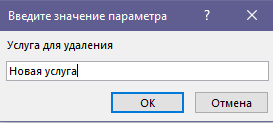 Введите значение параметра ? ×
Услуга для удаления
Новая услуга
ОК Отмена